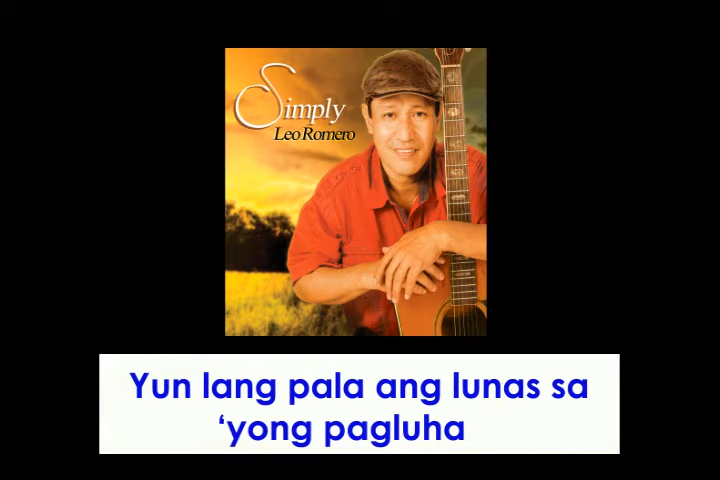 Simply
Leo Romero
Yun lang pala ang lunas sa
‘yong pagluha